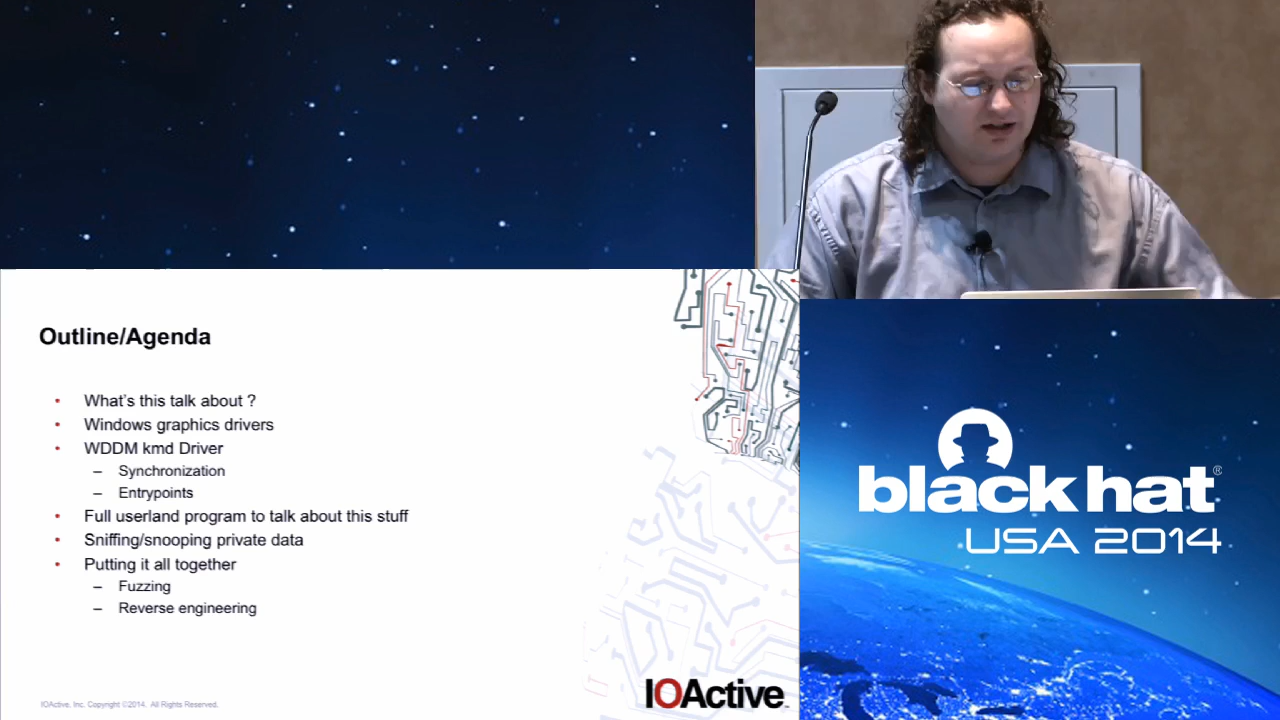 Outline/Agenda
• What's this talk about ?
• Windows graphics drivers
• WDDM kmd Driver
– Synchronization
– Entrypoints
• Full userland program to talk about this stuff
• Sniffing/snooping private data
• Putting it all together
– Fuzzing
– Reverse engineering
IOActive, Inc. Copyright ©2014. All Rights Reserved.
IOActive
black hat®
USA 2014